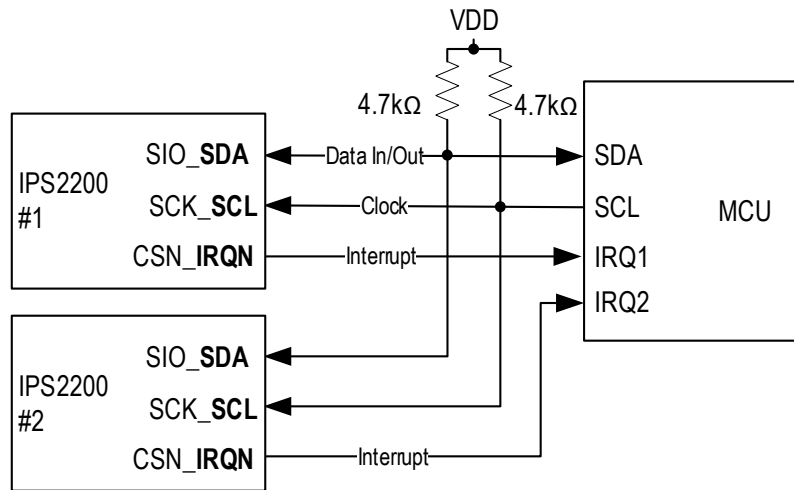 VDD
4.7kΩ
4.7kΩ
IPS2200
#1
SIO_SDA
SCK_SCL
CSN_IRQN
Data In/Out
Clock
Interrupt
SDA
SCL
IRQ1
IRQ2
MCU
IPS2200
#2
SIO_SDA
SCK_SCL
CSN_IRQN
Interrupt